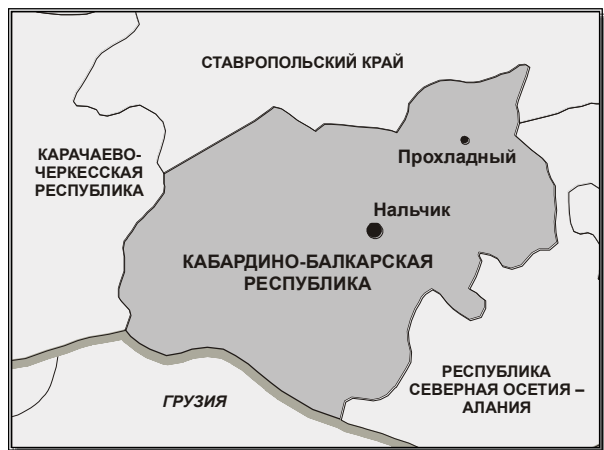 СТАВРОПОЛЬСКИЙ КРАЙ
КАРАЧАЕВО-
ЧЕРКЕССКАЯ
РЕСПУБЛИКА
Прохладный
Нальчик
КАБАРДИНО-БАЛКАРСКАЯ
РЕСПУБЛИКА
РЕСПУБЛИКА
СЕВЕРНАЯ ОСЕТИЯ –
АЛАНИЯ
ГРУЗИЯ